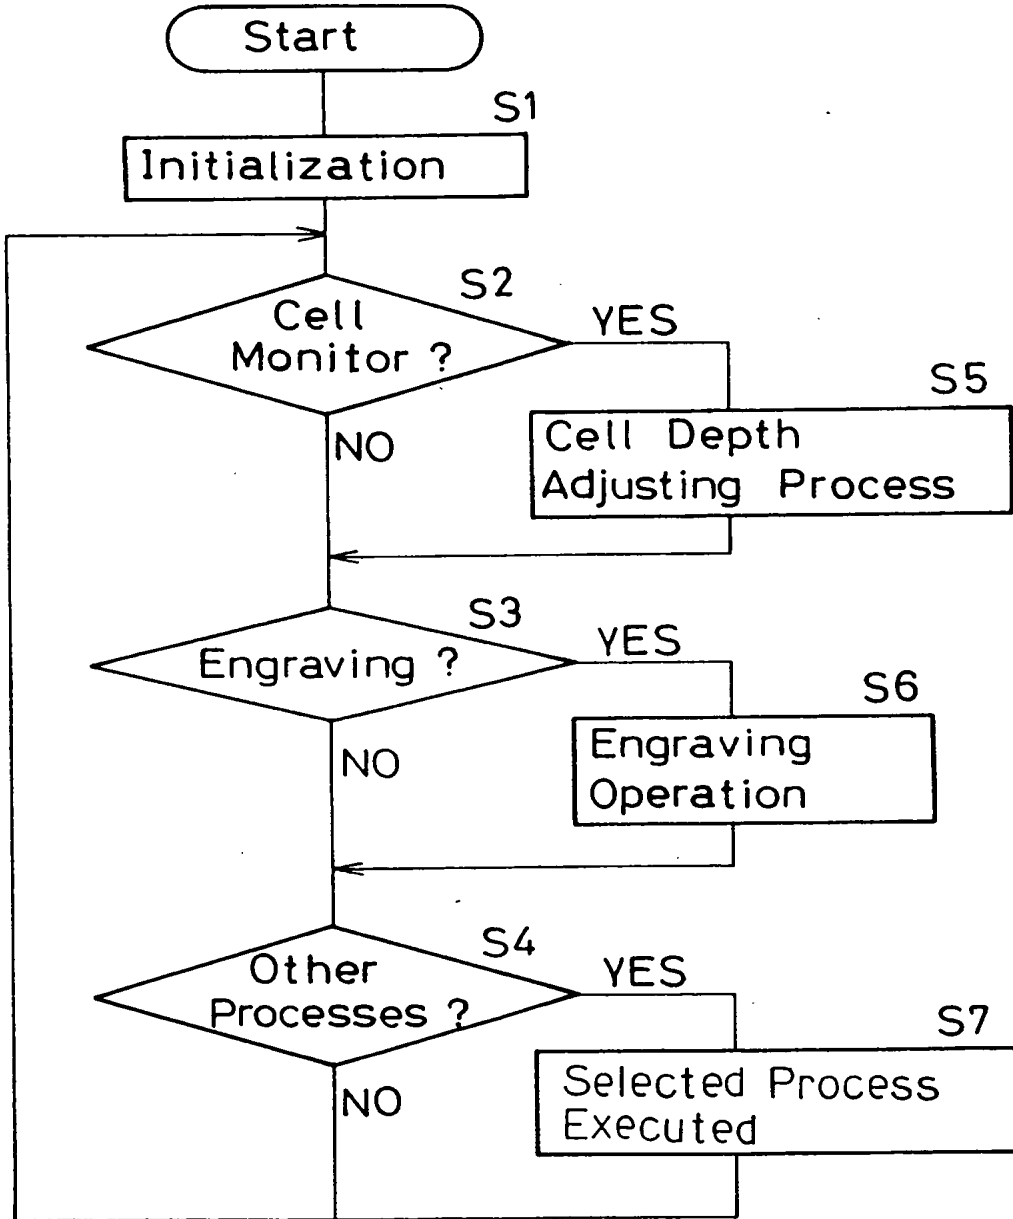 Start
S1
Initialization
S2
Cell
Monitor ?
YES
NO
S5
Cell Depth
Adjusting Process
S3
Engraving ?
YES
NO
S6
Engraving
Operation
S4
Other
Processes ?
YES
NO
S7
Selected Process
Executed